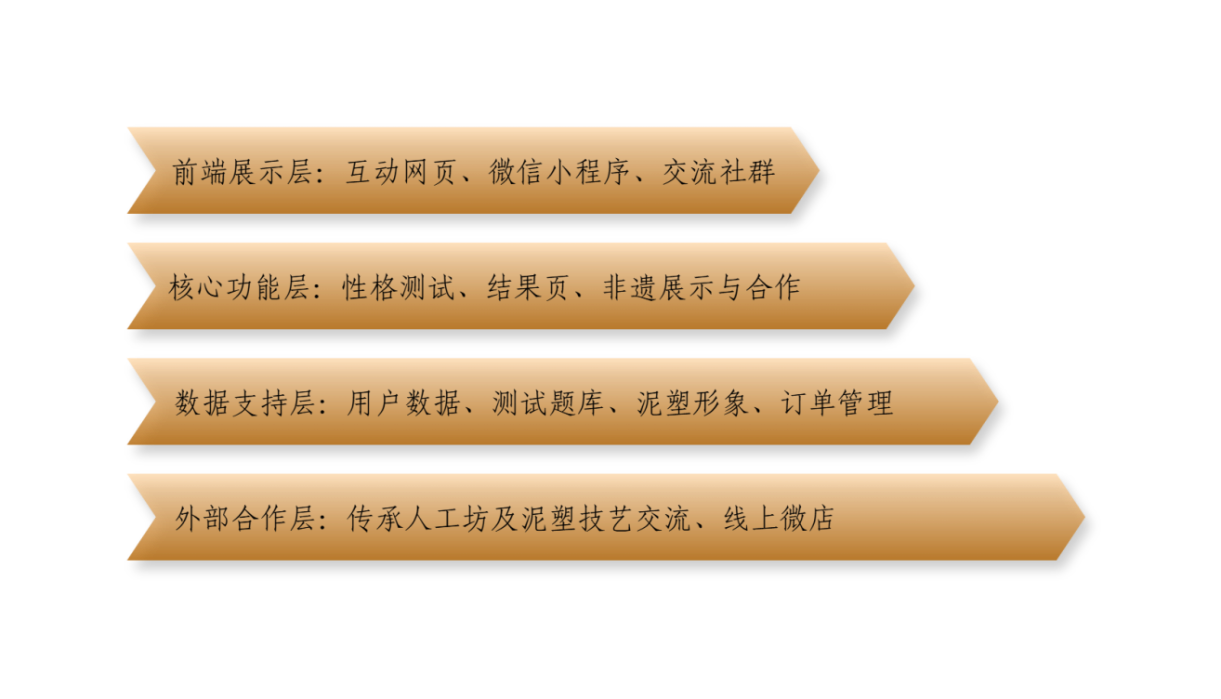 前端展示层：互动网页、微信小程序、交流社群
核心功能层：性格测试、结果页、非遗展示与合作
数据支持层：用户数据、测试题库、泥塑形象、订单管理
外部合作层：传承人工坊及泥塑技艺交流、线上微店